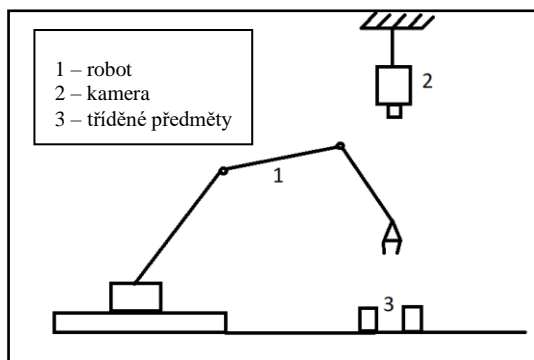 1 – robot
2 – kamera
3 – tříděné předměty
2
1
3